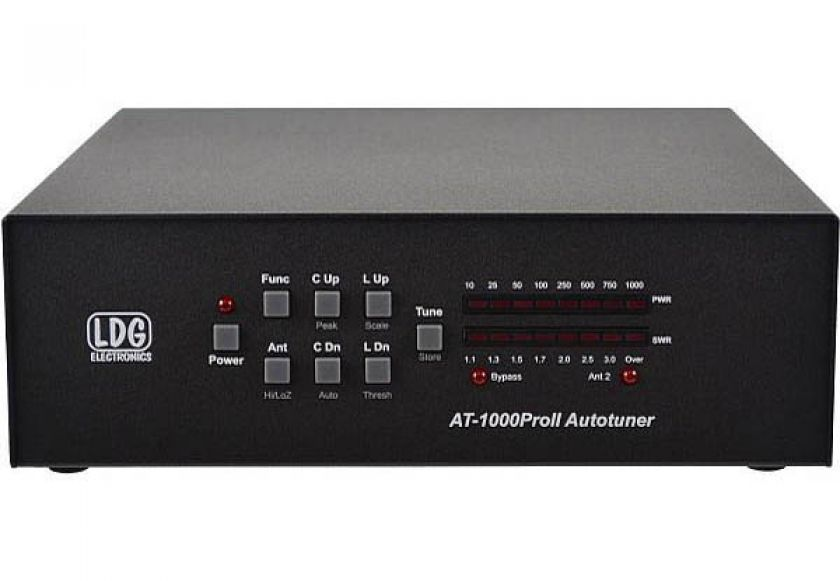 LDG
ELECTRONICS
Power
Func C Up L Up
Peak Scale
Ant C Dn L Dn
Hi/LoZ Auto Thresh
Tune
Store
10 25 50 100 250 500 750 1000
PWR
SWR
1.1 1.3 1.5 1.7 2.0 2.5 3.0 Over
Bypass Ant 2
AT-1000ProII Autotuner